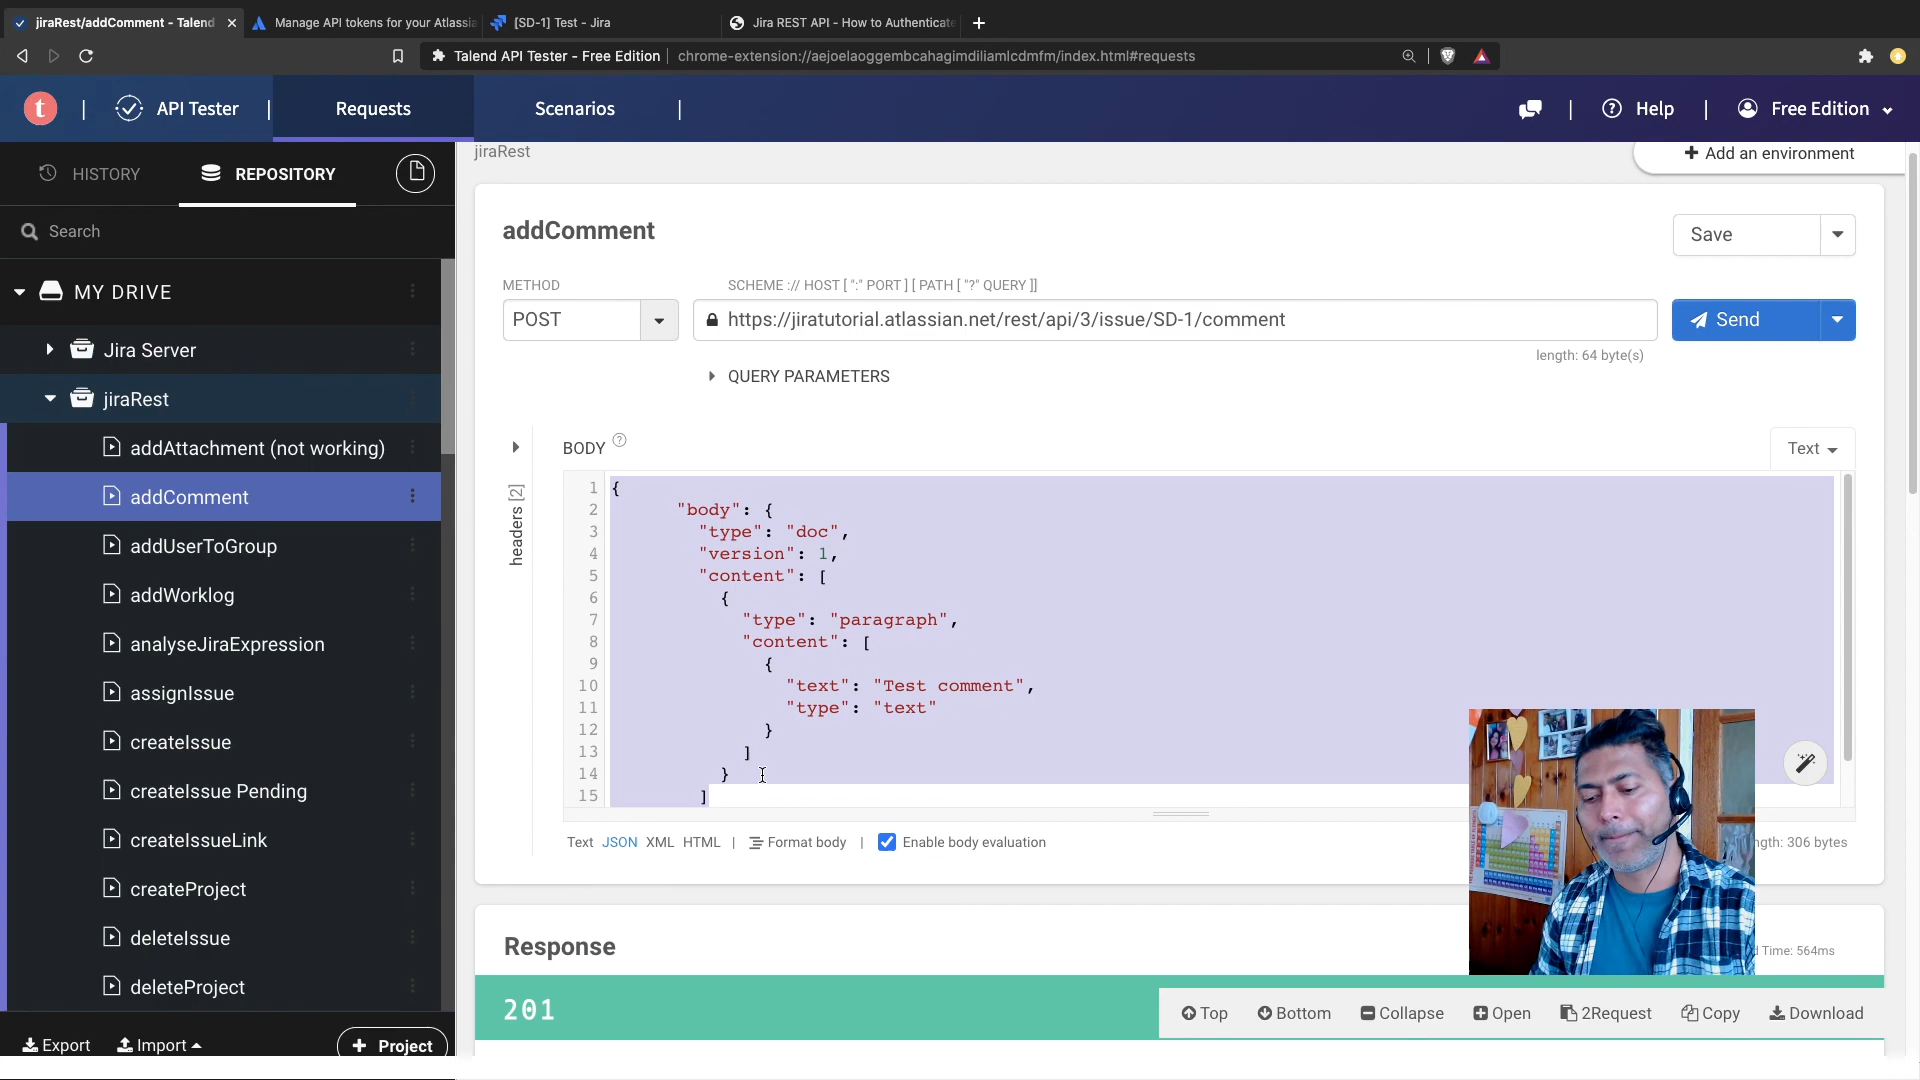 jiraRest/addComment - Talend
Manage API tokens for your Atlassia
[SD-1] Test - Jira
Jira REST API - How to Authenticate
Talend API Tester - Free Edition
chrome-extension://aejoelaoggembcahagimdiliamlcdmfm/index.html#requests
t
API Tester
Requests
Scenarios
Help
Free Edition
HISTORY
REPOSITORY
Search
MY DRIVE
Jira Server
jiraRest
addAttachment (not working)
addComment
addUserToGroup
addWorklog
analyseJiraExpression
assignIssue
createIssue
createIssue Pending
createIssueLink
createProject
deleteIssue
deleteProject
Export
Import
+ Project
jiraRest
+ Add an environment
addComment
Save
METHOD
SCHEME :// HOST [ ":" PORT ] [ PATH [ "?" QUERY ]]
POST
https://jiratutorial.atlassian.net/rest/api/3/issue/SD-1/comment
Send
length: 64 byte(s)
QUERY PARAMETERS
headers [2]
BODY ?
Text
1 {
2 "body": {
3 "type": "doc",
4 "version": 1,
5 "content": [
6 {
7 "type": "paragraph",
8 "content": [
9 {
10 "text": "Test comment",
11 "type": "text"
12 }
13 ]
14 }
15 ]
Text JSON XML HTML | Format body | Enable body evaluation
306 bytes
Response
Time: 564ms
201
Top
Bottom
Collapse
Open
2Request
Copy
Download